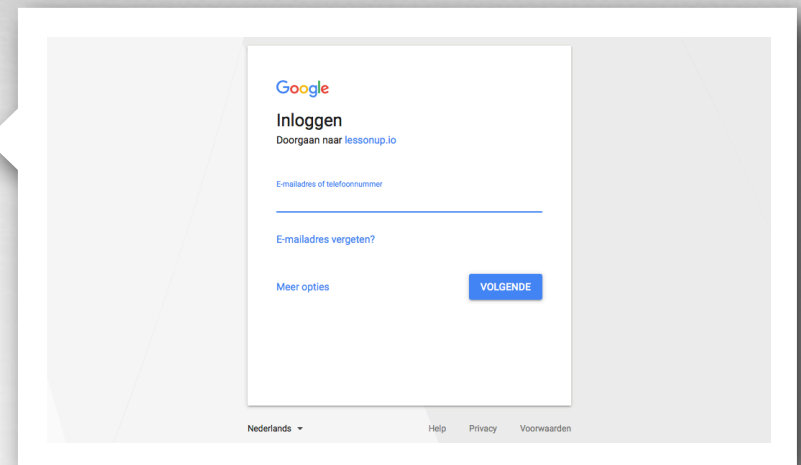 Google
Inloggen
Doorgaan naar lessonup.io
E-mailadres of telefoonnummer
E-mailadres vergeten?
Meer opties VOLGENDE
Nederlands Help Privacy Voorwaarden